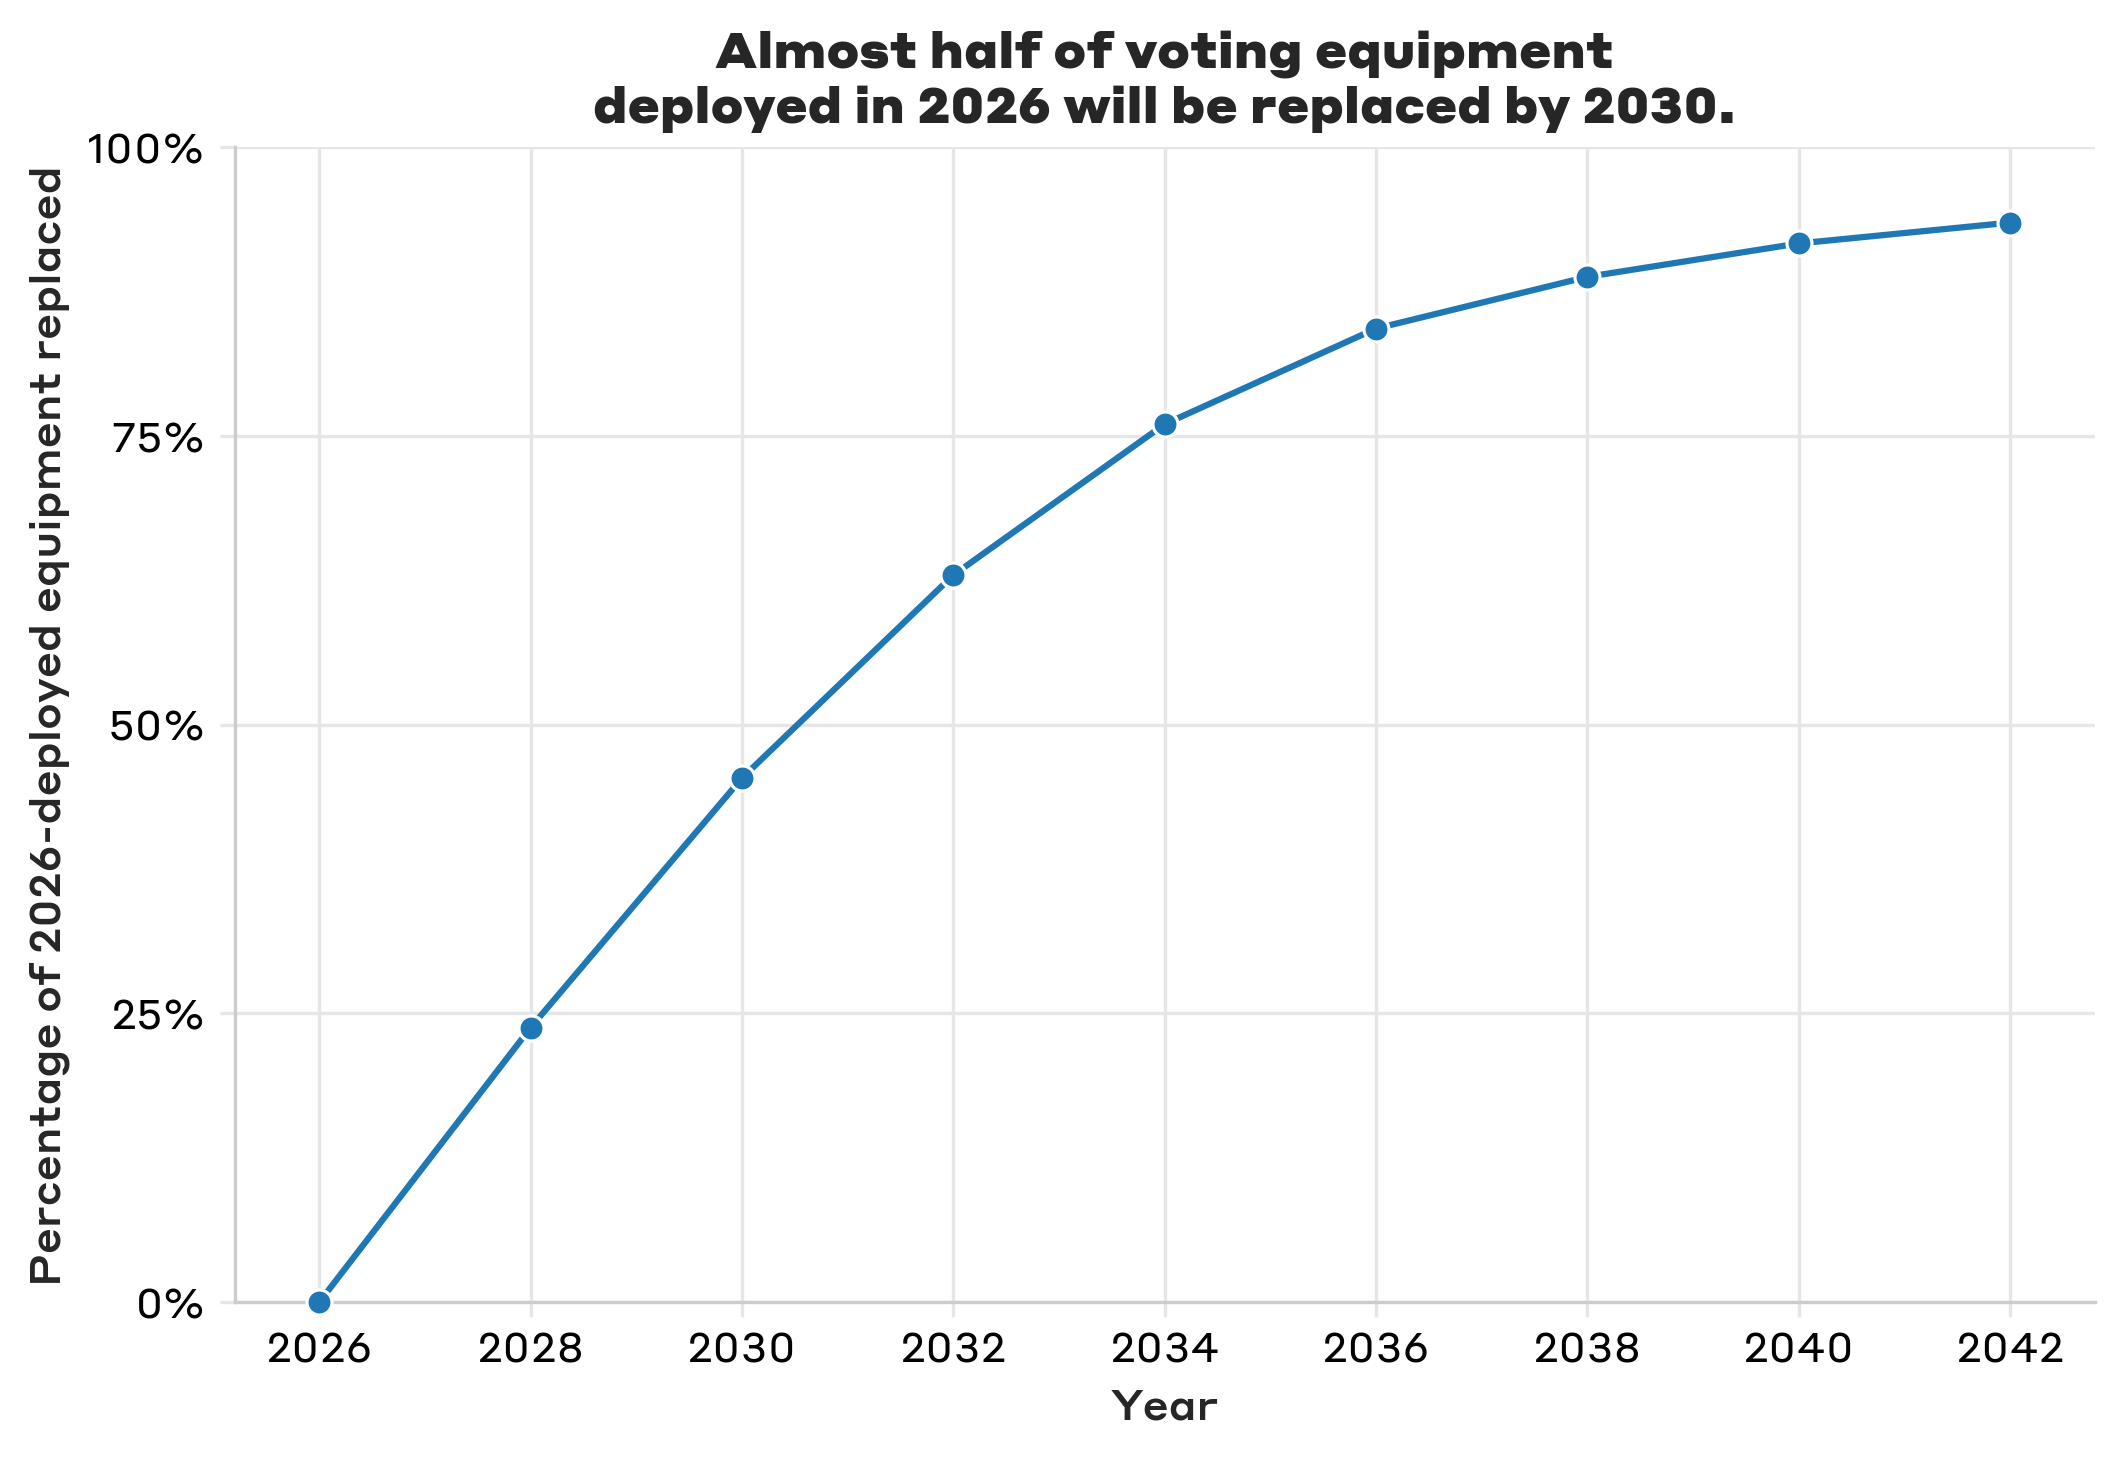 Almost half of voting equipment
deployed in 2026 will be replaced by 2030.
Percentage of 2026-deployed equipment replaced
100%
75%
50%
25%
0%
2026 2028 2030 2032 2034 2036 2038 2040 2042
Year